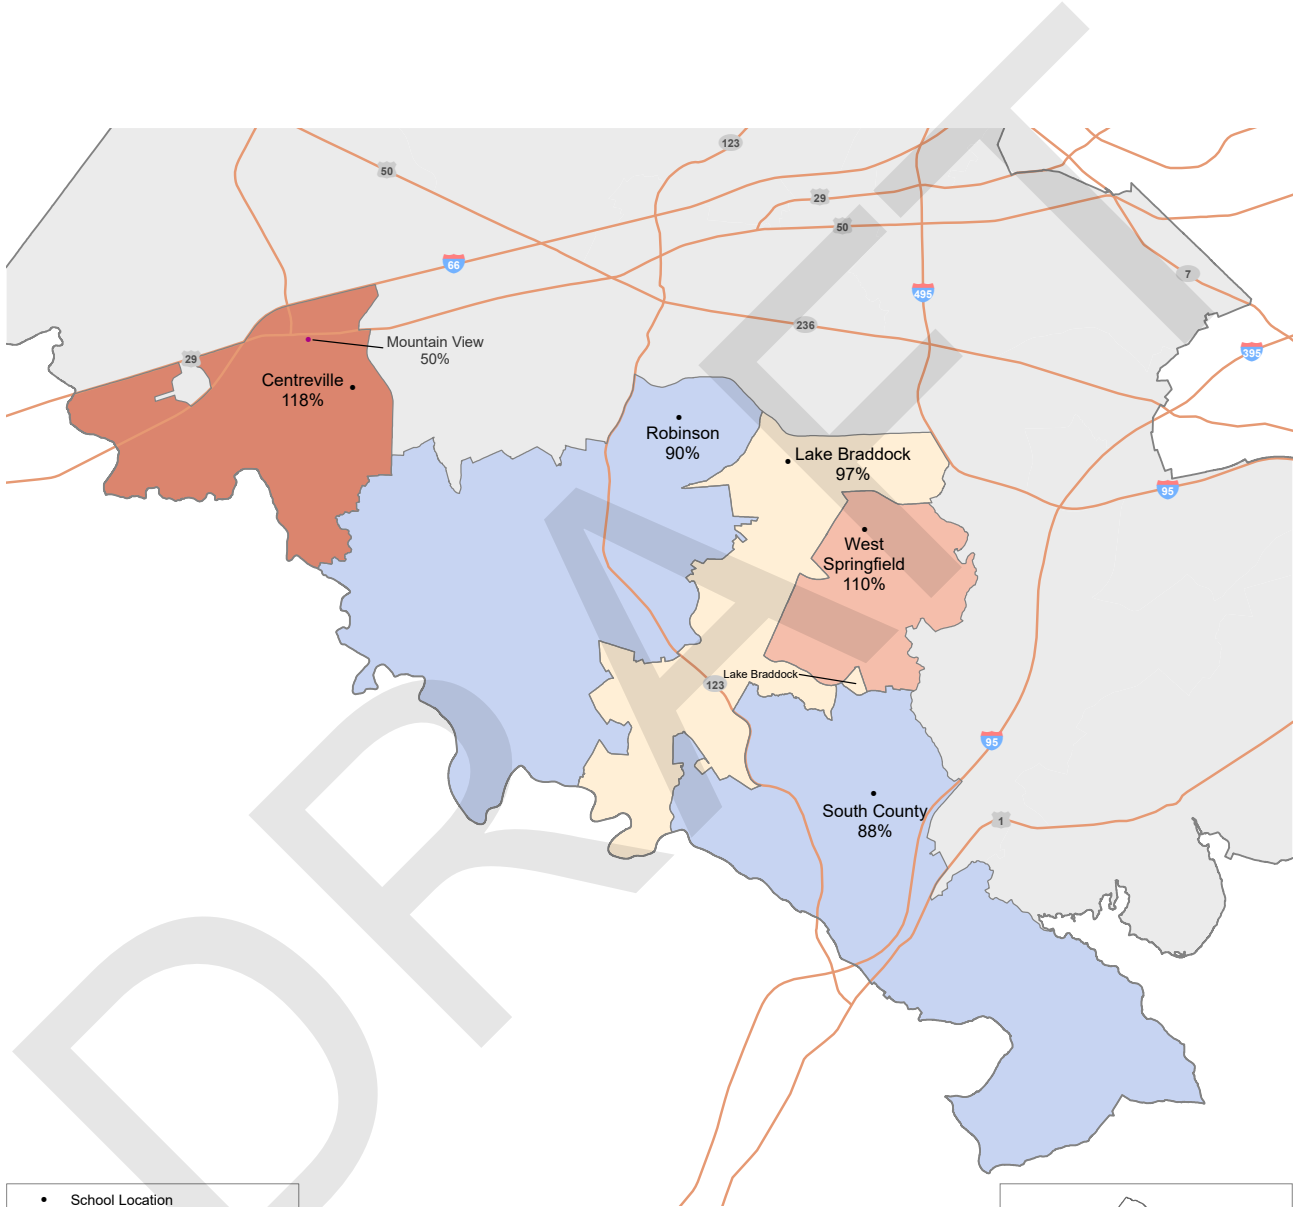 123
50
29
50
66
7
495
236
395
Mountain View
50%
29
Centreville
118%
Robinson
90%
Lake Braddock
97%
95
West
Springfield
110%
Lake Braddock
123
95
South County
88%
1
DRAFT
School Location